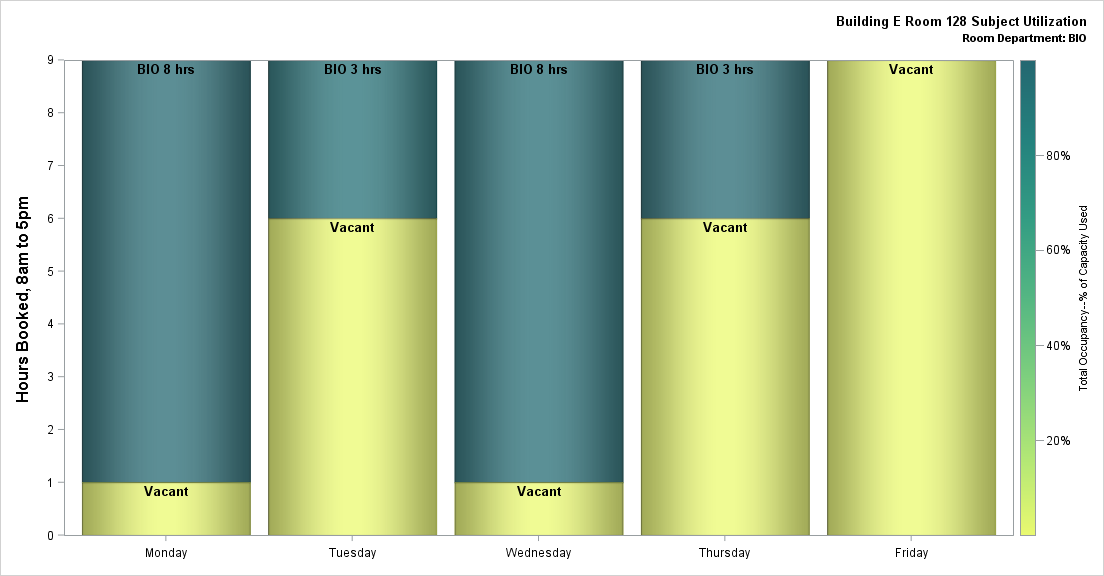 Building E Room 128 Subject Utilization
Room Department: BIO
Hours Booked, 8am to 5pm
9
8
7
6
5
4
3
2
1
0
BIO 8 hrs
Vacant
BIO 3 hrs
Vacant
BIO 8 hrs
Vacant
BIO 3 hrs
Vacant
Vacant
Monday
Tuesday
Wednesday
Thursday
Friday
80%
60%
40%
20%
Total Occupancy--% of Capacity Used